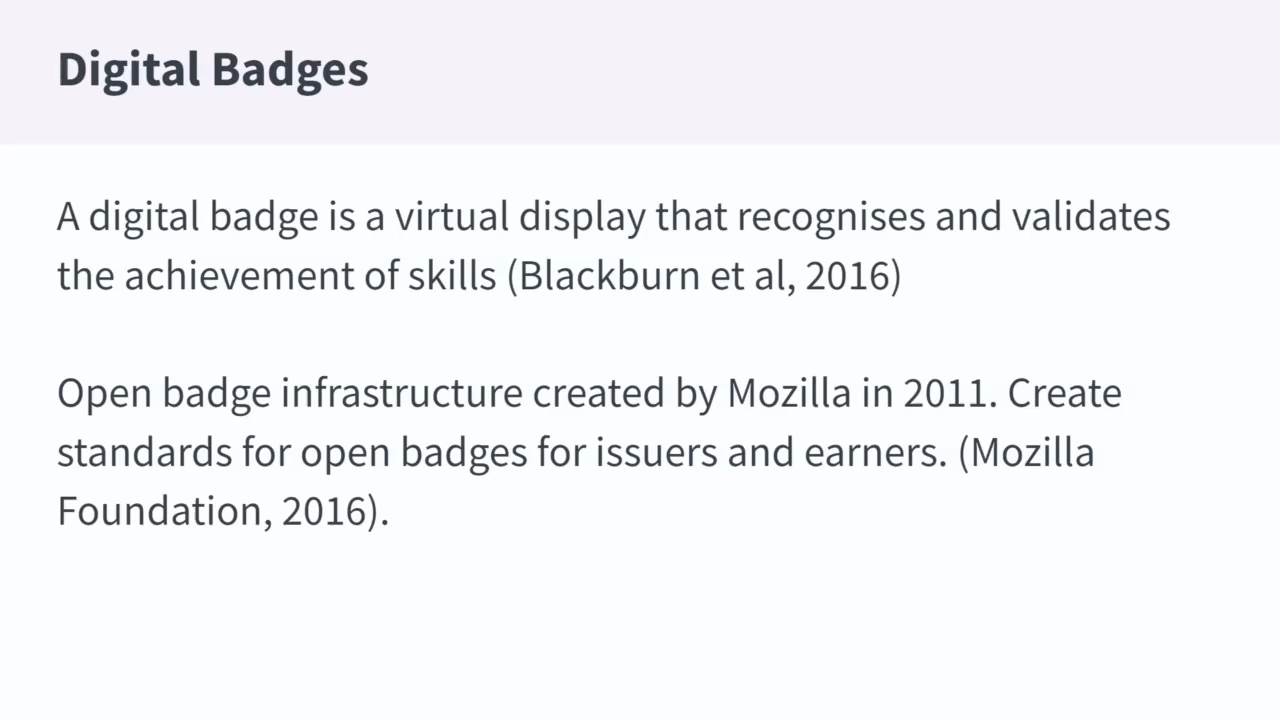 Digital Badges
A digital badge is a virtual display that recognises and validates
the achievement of skills (Blackburn et al, 2016)
Open badge infrastructure created by Mozilla in 2011. Create
standards for open badges for issuers and earners. (Mozilla
Foundation, 2016).